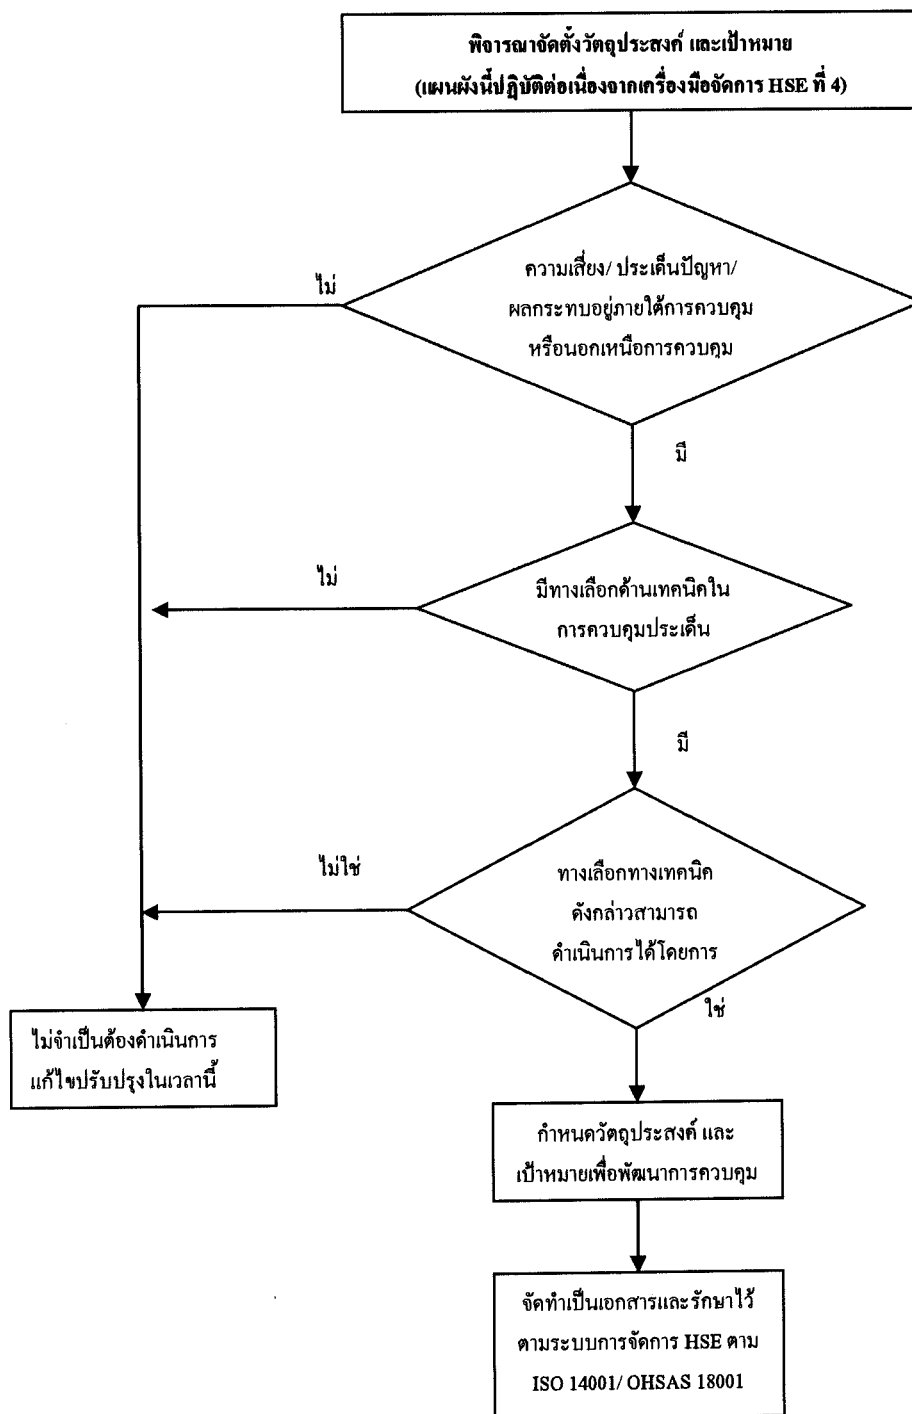 พิจารณาจัดตั้งวัตถุประสงค์ และเป้าหมาย
(แผนผังนี้ปฏิบัติต่อเนื่องจากเครื่องมือจัดการ HSE ที่ 4)
ความเสี่ยง/ ประเด็นปัญหา/
ผลกระทบอยู่ภายใต้การควบคุม
หรือนอกเหนือการควบคุม
ไม่
มี
มีทางเลือกด้านเทคนิคใน
การควบคุมประเด็น
ไม่
มี
ทางเลือกทางเทคนิค
ดังกล่าวสามารถ
ดำเนินการได้โดยการ
ไม่ใช่
ใช่
ไม่จำเป็นต้องดำเนินการ
แก้ไขปรับปรุงในเวลานี้
กำหนดวัตถุประสงค์ และ
เป้าหมายเพื่อพัฒนาการควบคุม
จัดทำเป็นเอกสารและรักษาไว้
ตามระบบการจัดการ HSE ตาม
ISO 14001/ OHSAS 18001